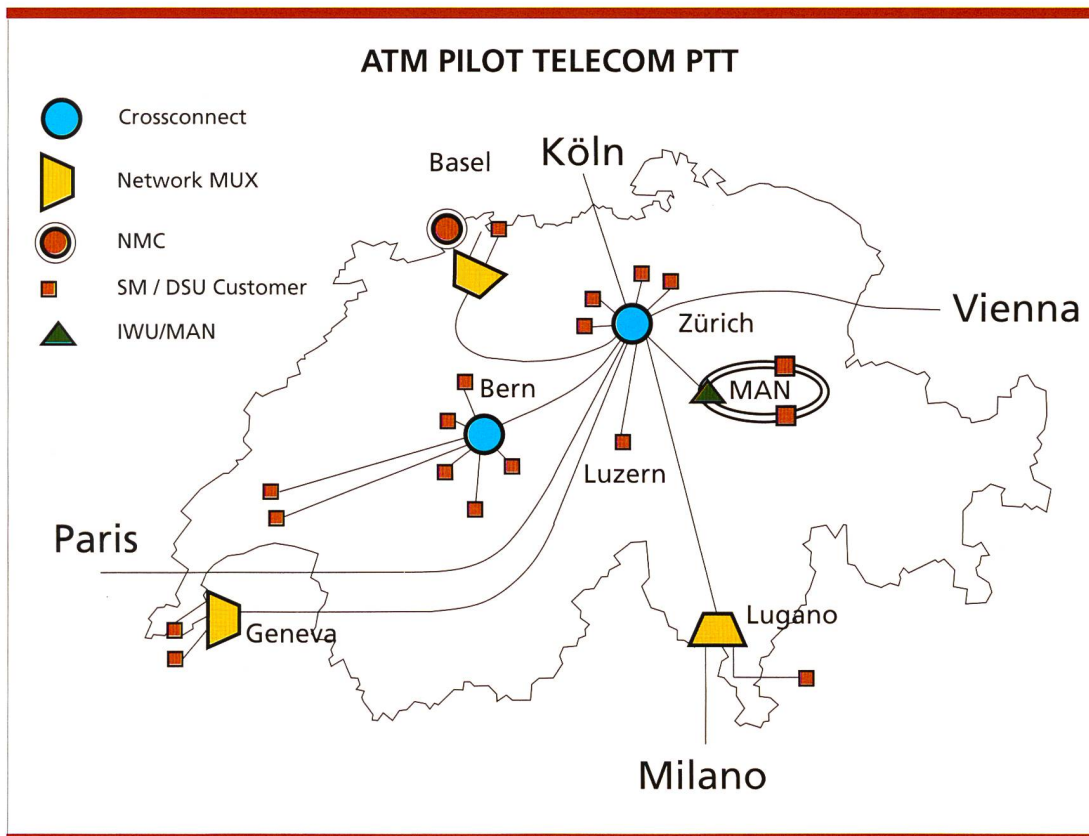 ATM PILOT TELECOM PTT
Crossconnect
Network MUX
NMC
SM / DSU Customer
IWU/MAN
Basel
Köln
Zürich
Vienna
Bern
MAN
Luzern
Paris
Geneva
Lugano
Milano